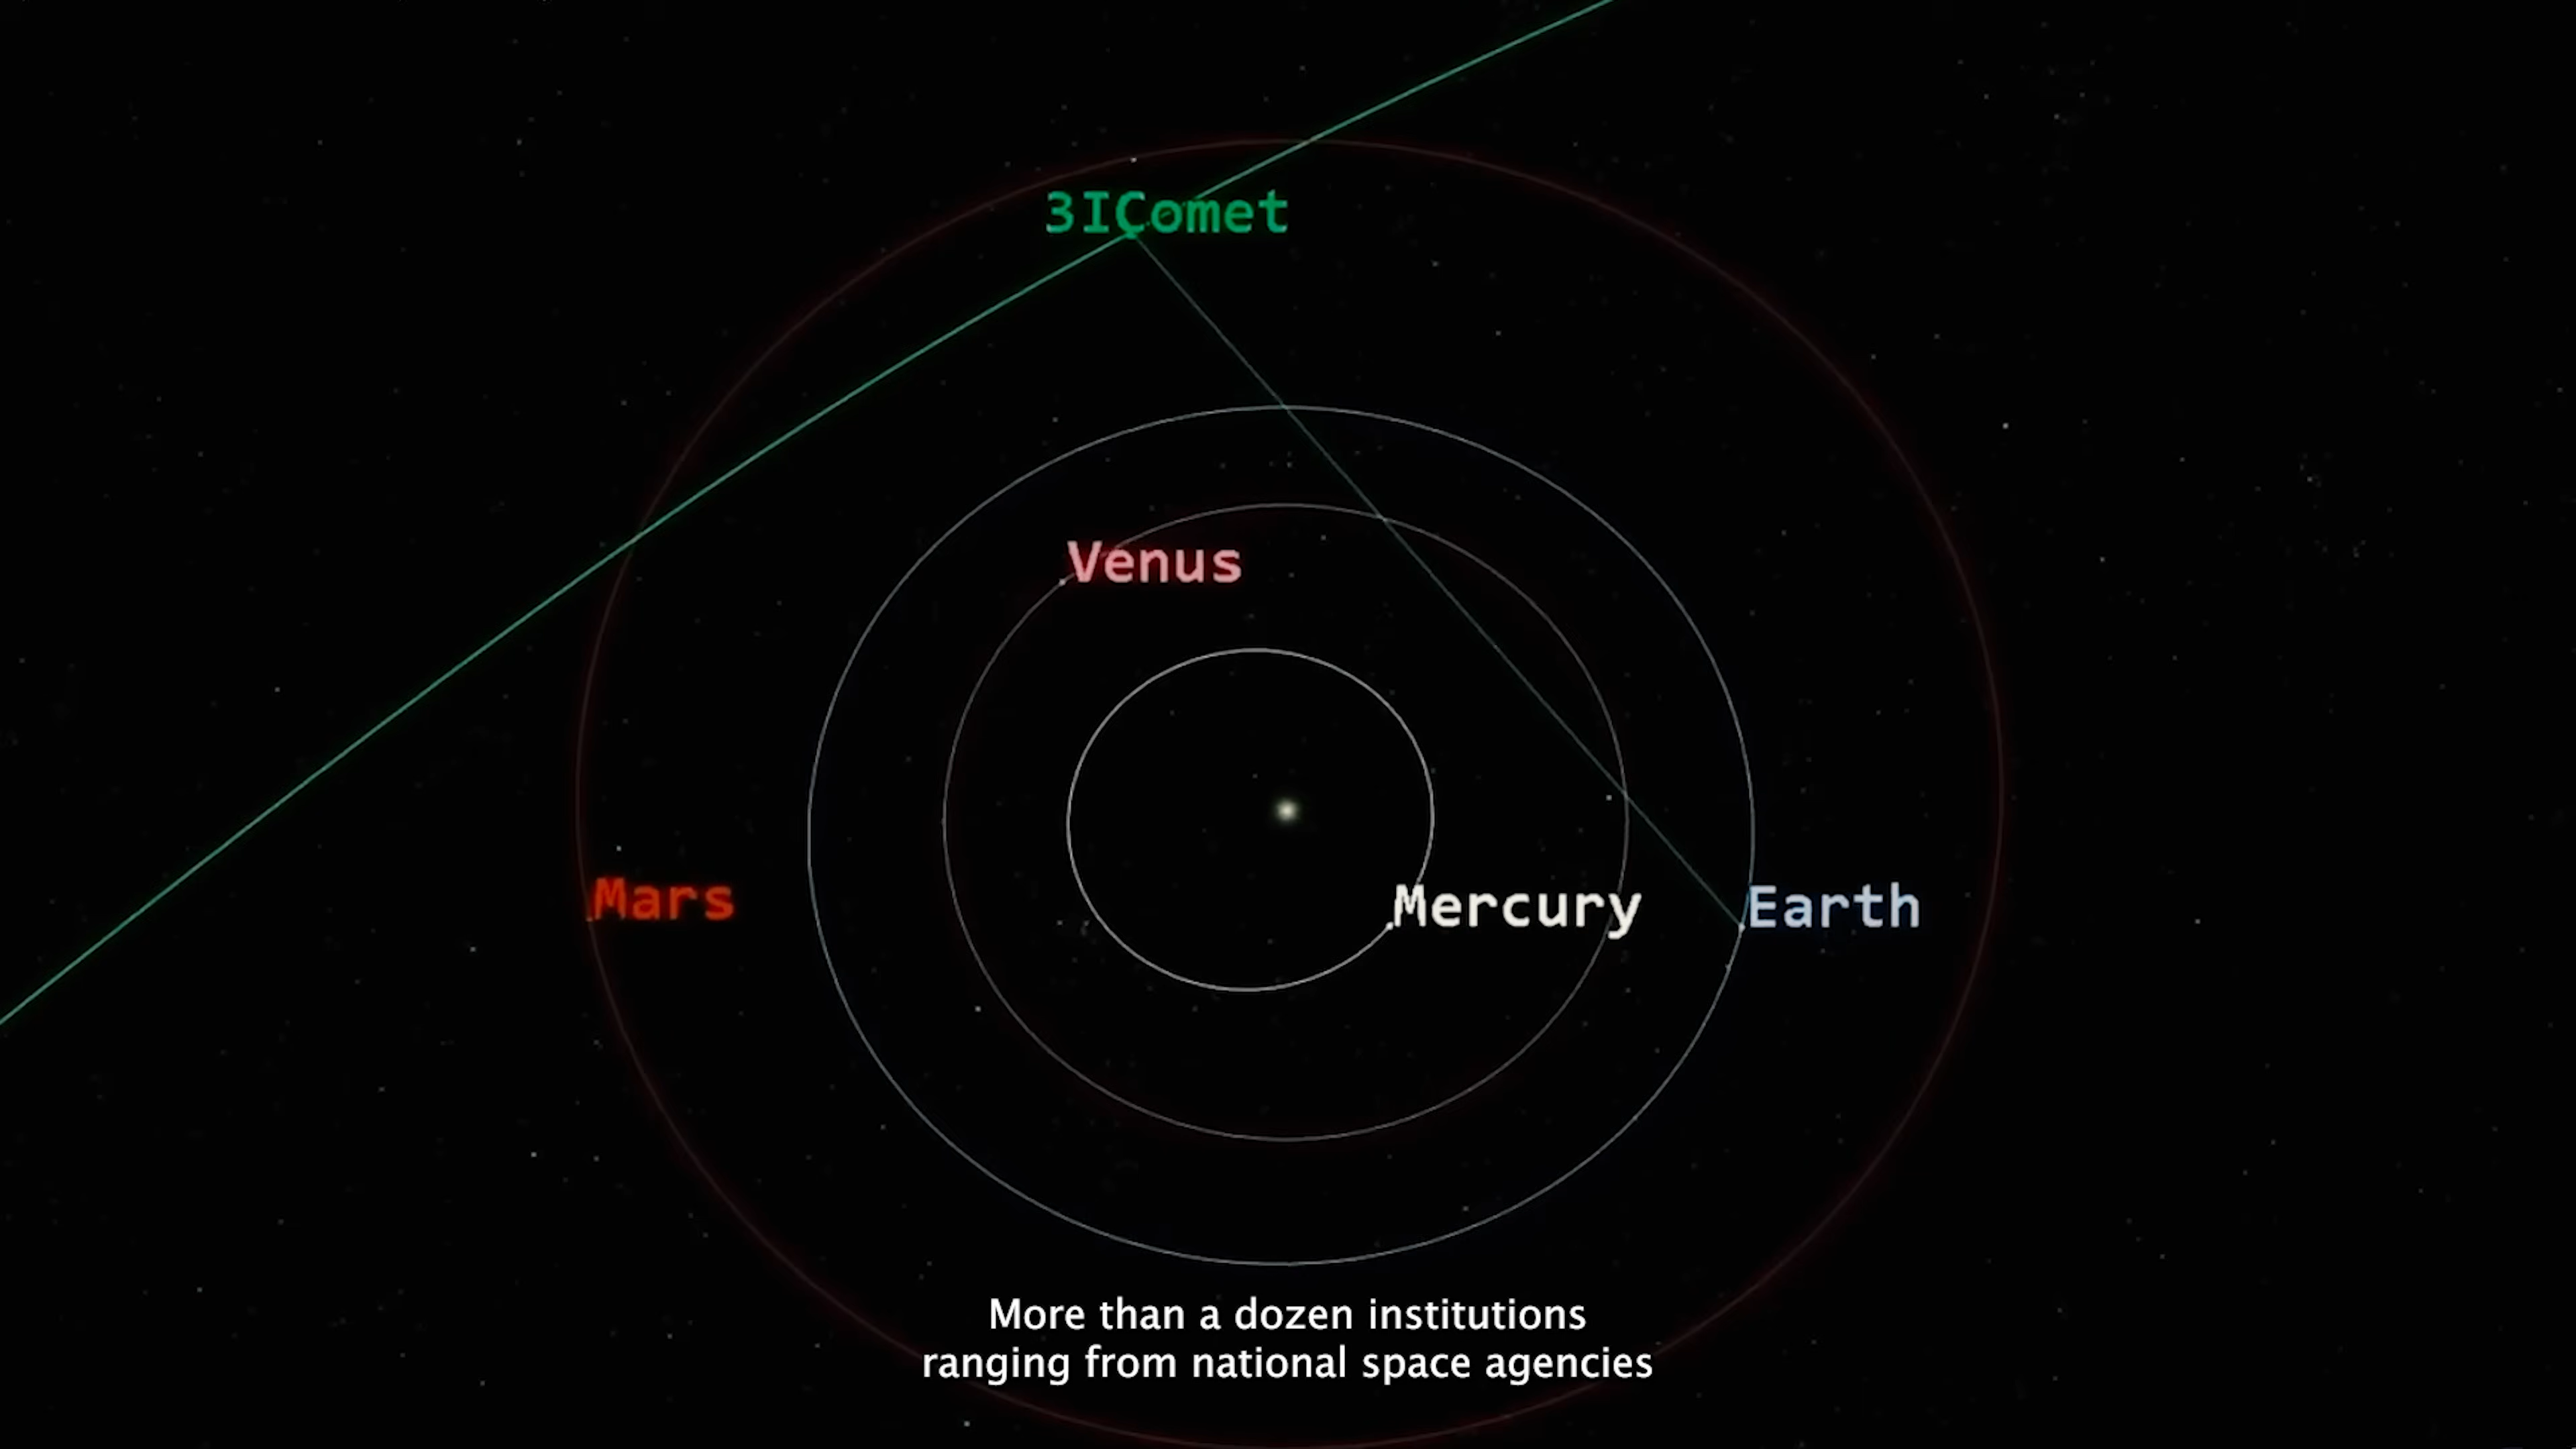 3IComet
Venus
Mars
Mercury
Earth
More than a dozen institutions
ranging from national space agencies